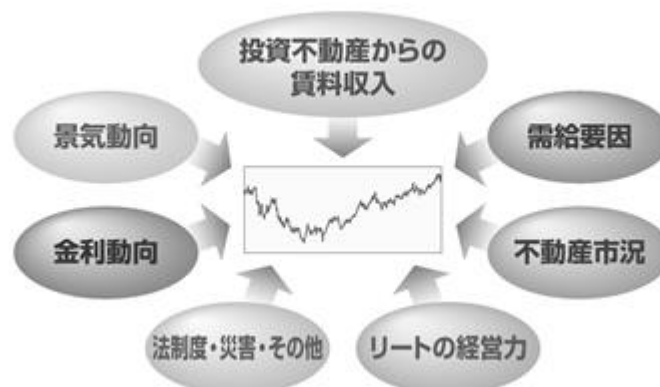 投資不動産からの
賃料収入
景気動向
需給要因
金利動向
不動産市況
法制度・災害・その他
リートの経営力